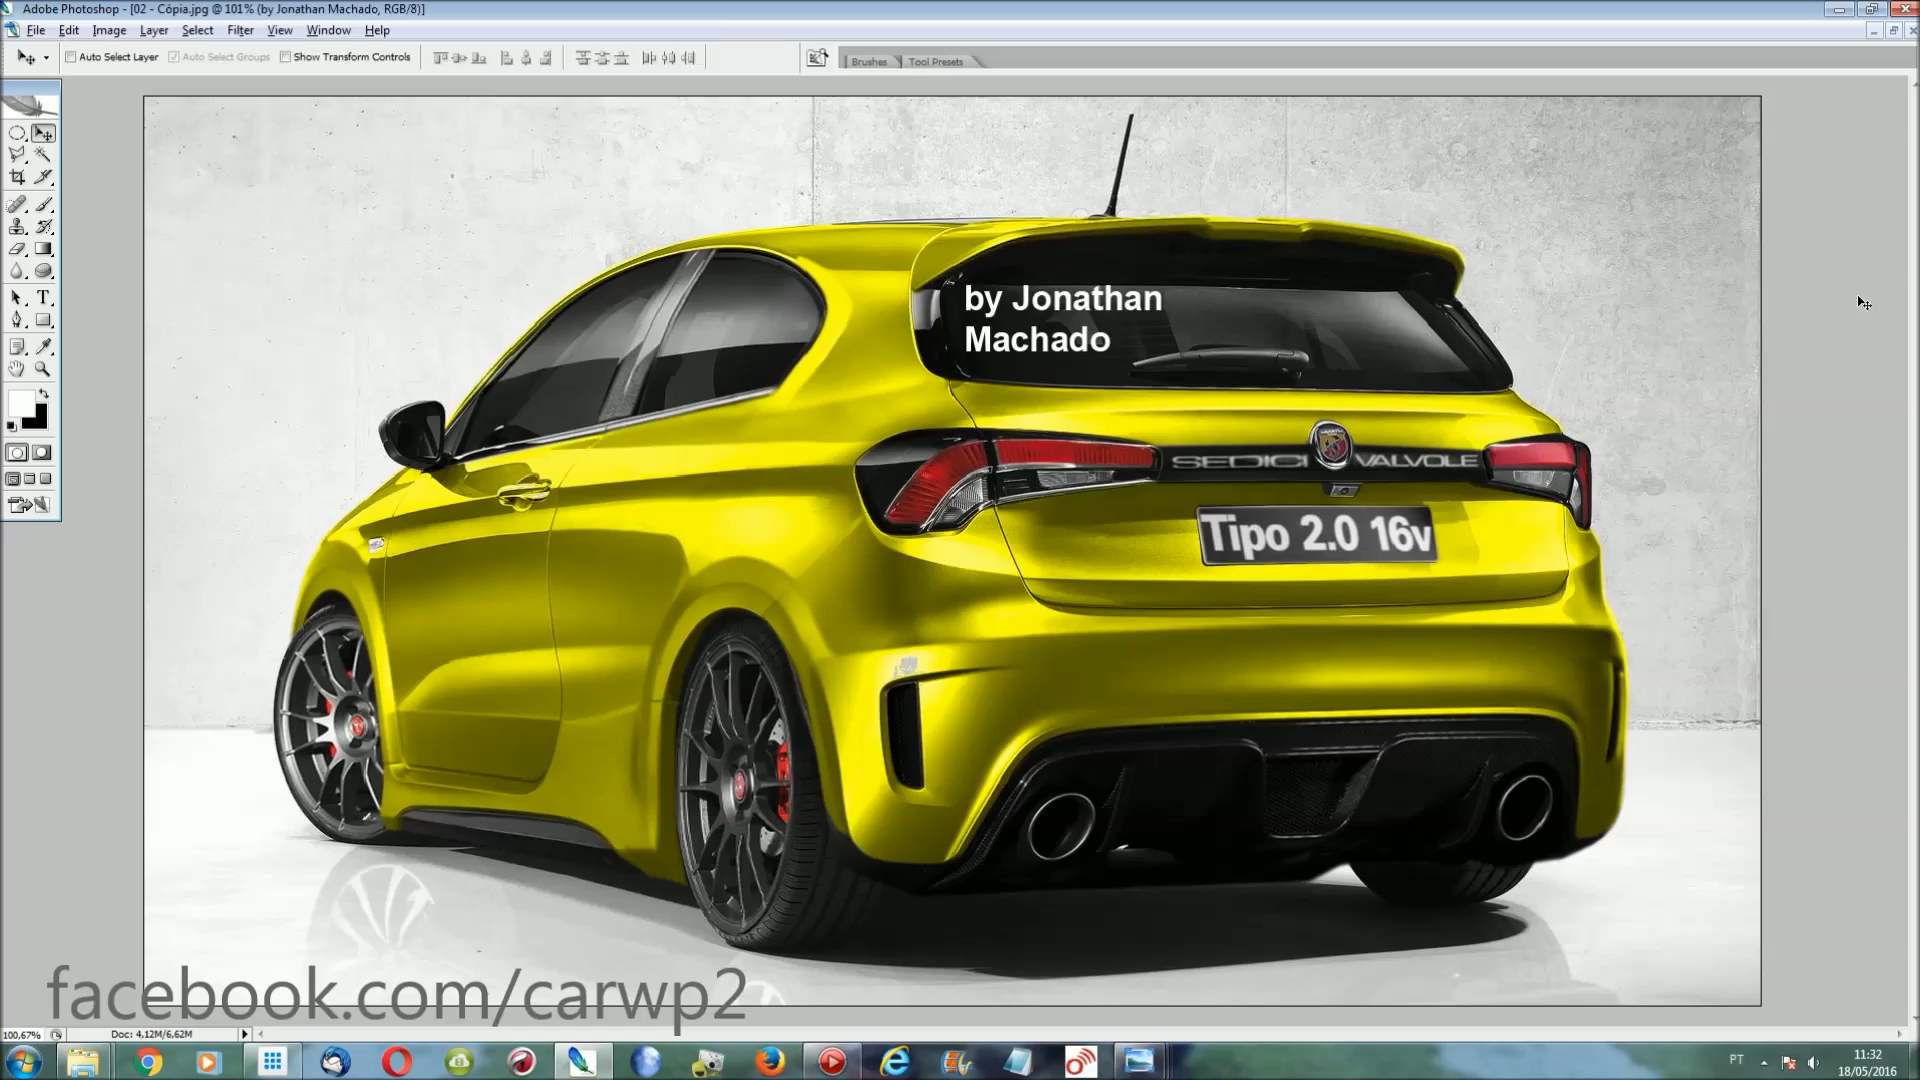 Adobe Photoshop - [02 - Cópia.jpg @ 101% (by Jonathan Machado, RGB/8)]
File Edit Image Layer Select Filter View Window Help
Auto Select Layer Auto Select Groups Show Transform Controls Brushes Tool Presets
by Jonathan
Machado
SEDICI VALVOLE
Tipo 2.0 16v
facebook.com/carwp2
100,67% Doc: 4,12M/6,62M
PT 11:32
18/05/2016